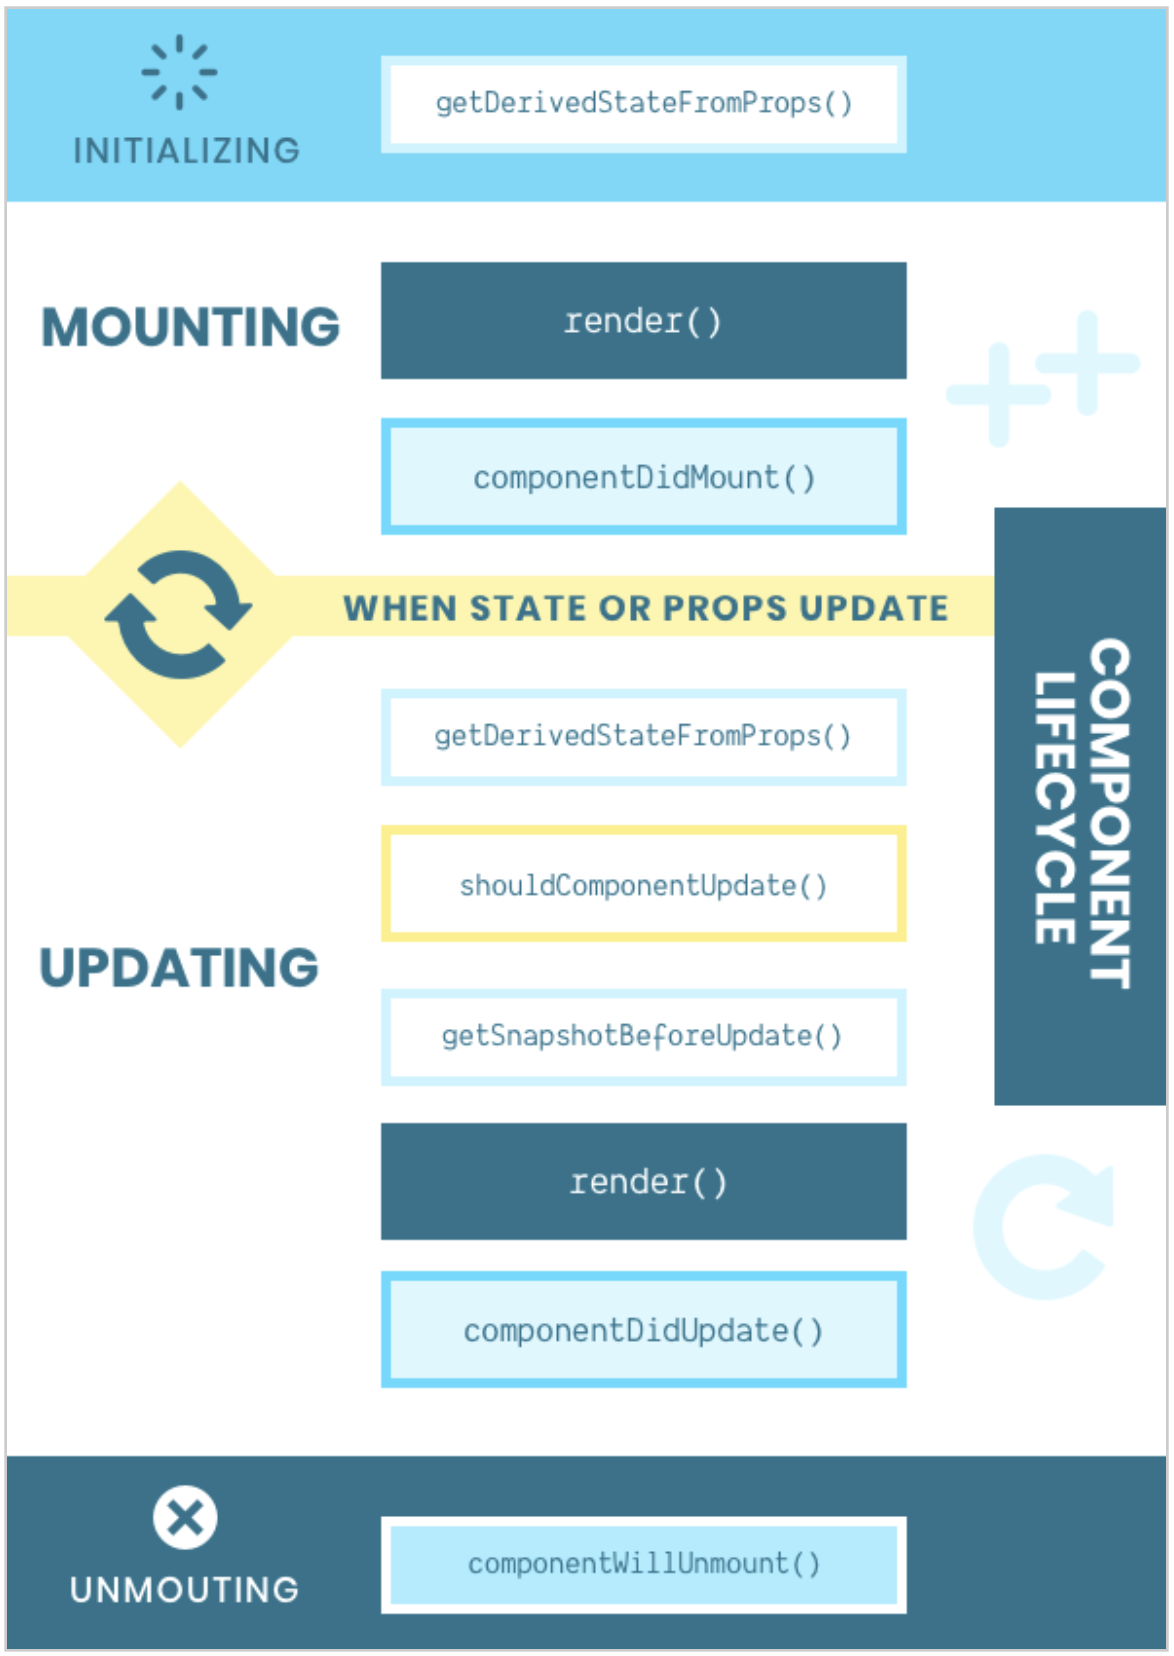 getDerivedStateFromProps()
INITIALIZING
MOUNTING
render()
componentDidMount()
WHEN STATE OR PROPS UPDATE
getDerivedStateFromProps()
shouldComponentUpdate()
UPDATING
getSnapshotBeforeUpdate()
render()
componentDidUpdate()
COMPONENT
LIFECYCLE
componentWillUnmount()
UNMOUTING